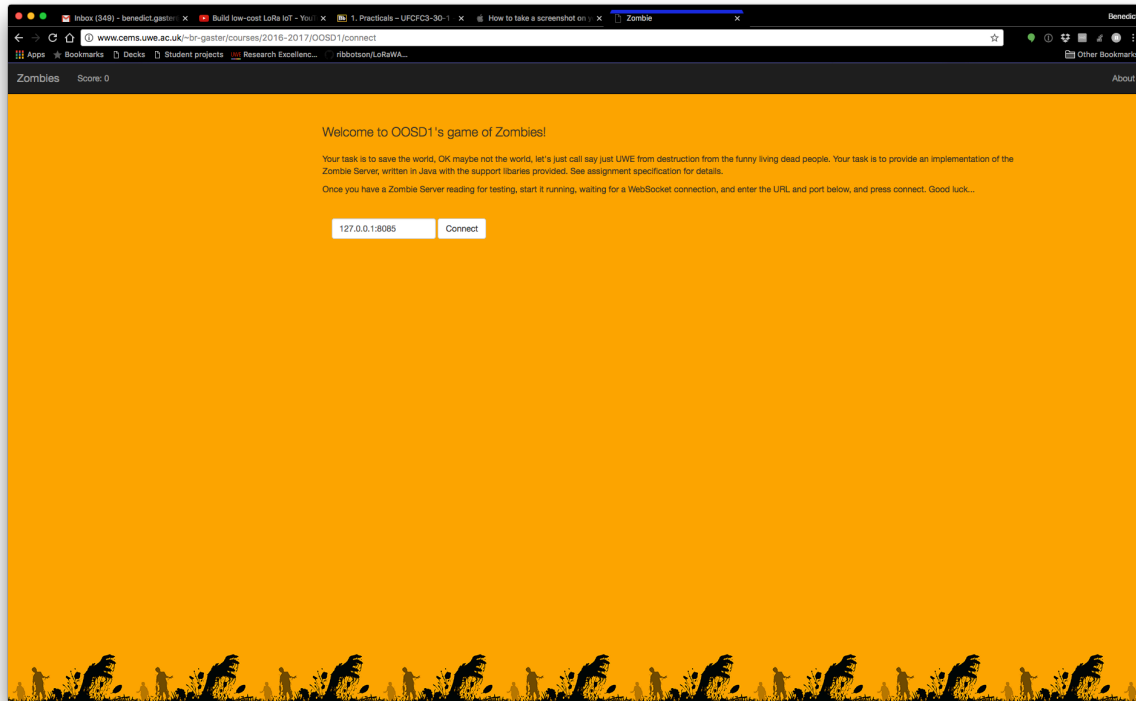 Inbox (349) - benedict.gaster
Build low-cost LoRa IoT - You
1. Practicals – UFCFC3-30-1
How to take a screenshot on y
Zombie
Benedict
www.cems.uwe.ac.uk/~br-gaster/courses/2016-2017/OOSD1/connect
Apps Bookmarks Decks Student projects UWE Research Excellenc... ribbotson/LoRaWA... Other Bookmarks
Zombies Score: 0 About
Welcome to OOSD1's game of Zombies!
Your task is to save the world, OK maybe not the world, let's just call say just UWE from destruction from the funny living dead people. Your task is to provide an implementation of the
Zombie Server, written in Java with the support libaries provided. See assignment specification for details.
Once you have a Zombie Server reading for testing, start it running, waiting for a WebSocket connection, and enter the URL and port below, and press connect. Good luck...
127.0.0.1:8085 Connect